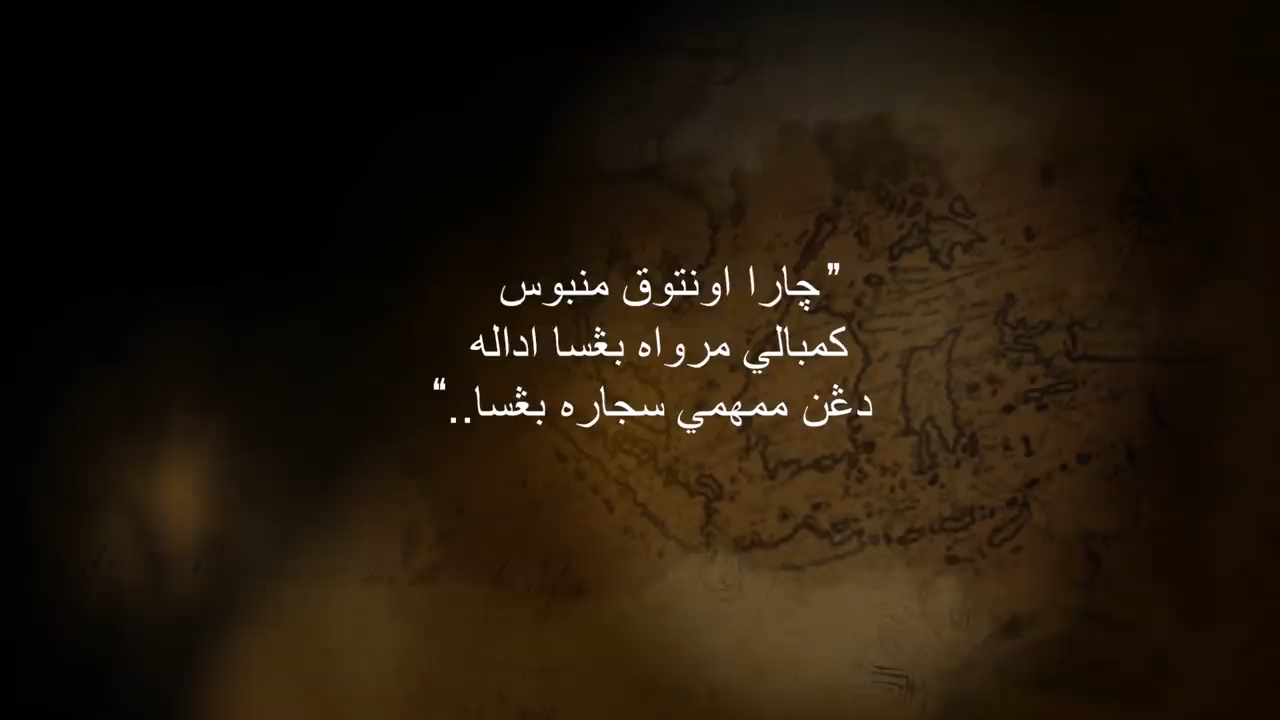 "چارا اونتوق منبوس
كمبالي مرواه بڠسا اداله
دڠن ممهمي سجاره بڠسا.."